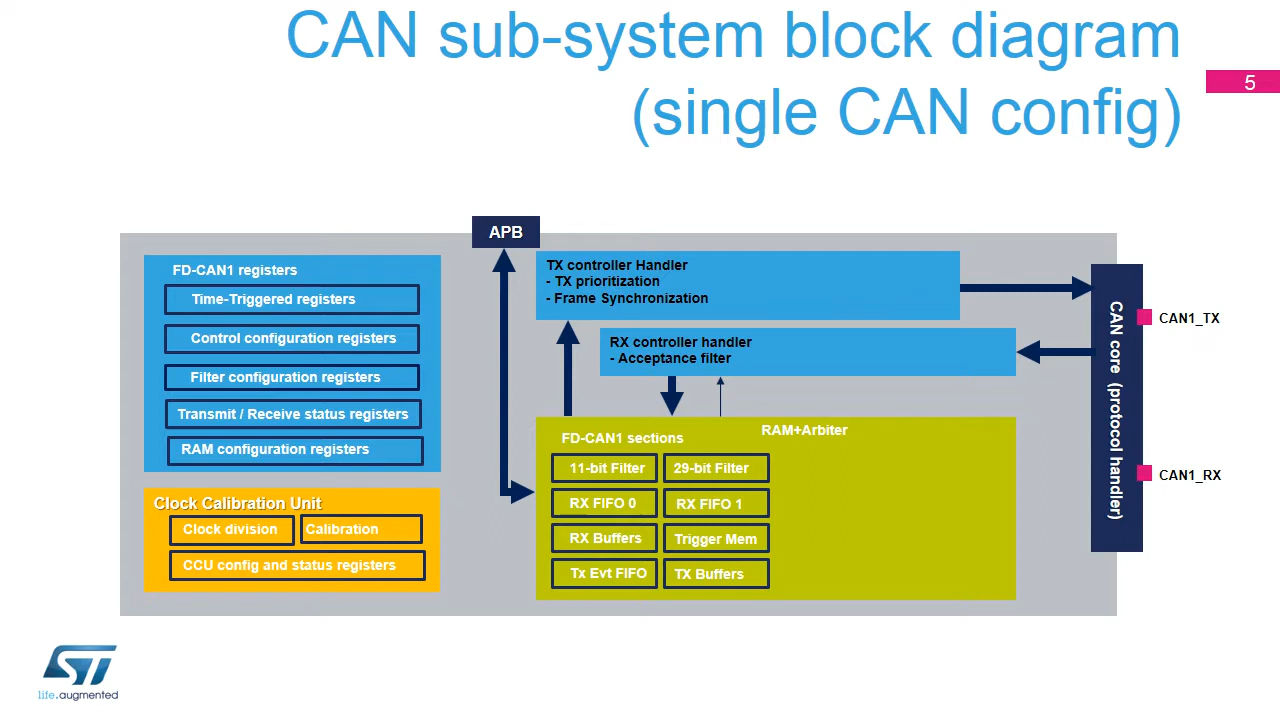 CAN sub-system block diagram
(single CAN config)
5
APB
FD-CAN1 registers
Time-Triggered registers
Control configuration registers
Filter configuration registers
Transmit / Receive status registers
RAM configuration registers
Clock Calibration Unit
Clock division
Calibration
CCU config and status registers
TX controller Handler
- TX prioritization
- Frame Synchronization
RX controller handler
- Acceptance filter
RAM+Arbiter
FD-CAN1 sections
11-bit Filter
29-bit Filter
RX FIFO 0
RX FIFO 1
RX Buffers
Trigger Mem
Tx Evt FIFO
TX Buffers
CAN core (protocol handler)
CAN1_TX
CAN1_RX
ST
life.augmented